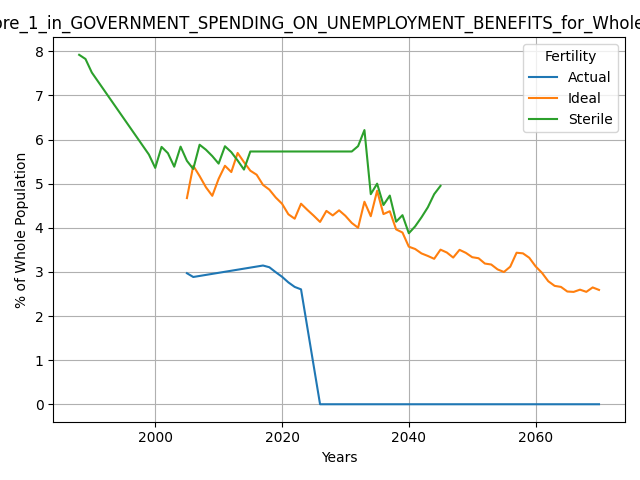 ore_1_in_GOVERNMENT_SPENDING_ON_UNEMPLOYMENT_BENEFITS_for_Whole
Fertility
Actual
Ideal
Sterile
% of Whole Population
8
7
6
5
4
3
2
1
0
2000
2020
2040
2060
Years